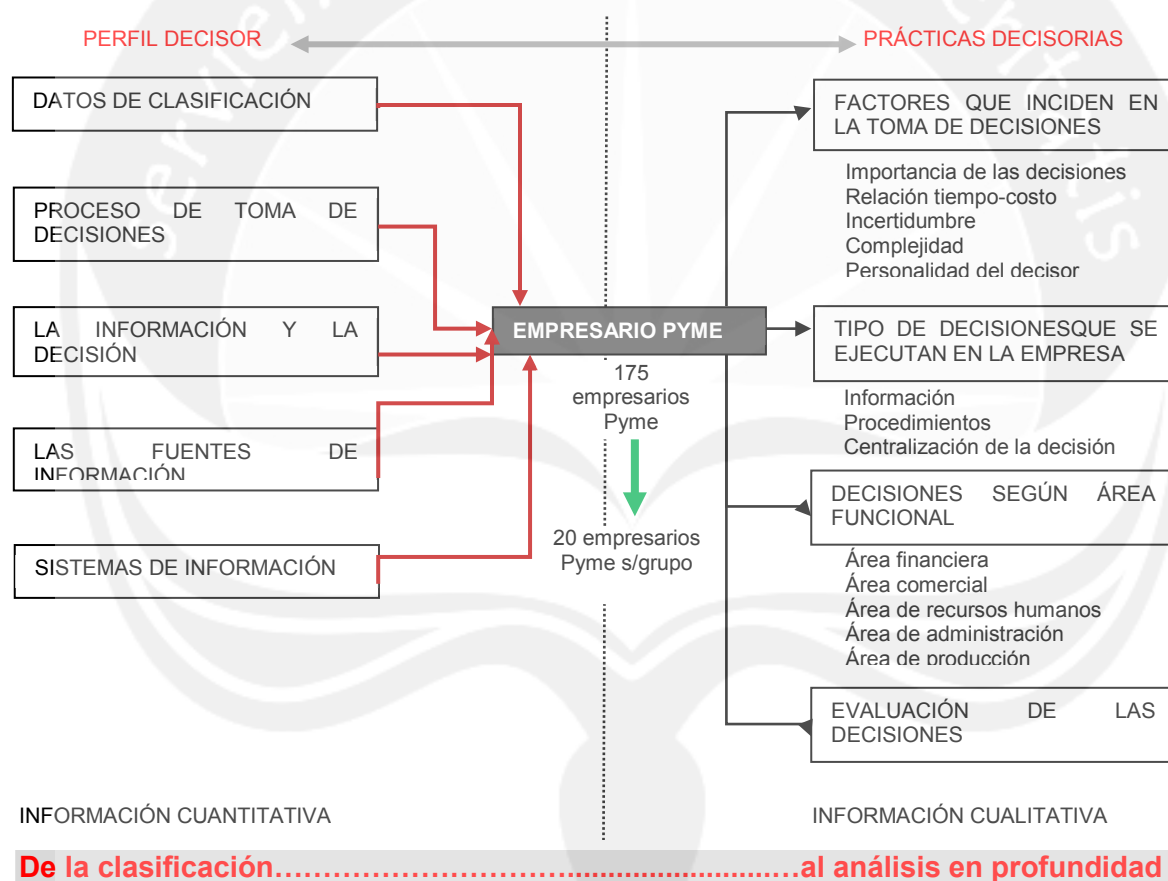 PERFIL DECISOR
PRÁCTICAS DECISORIAS
DATOS DE CLASIFICACIÓN
PROCESO DE TOMA DE
DECISIONES
LA INFORMACIÓN Y LA
DECISIÓN
LAS FUENTES DE
INFORMACIÓN
SISTEMAS DE INFORMACIÓN
EMPRESARIO PYME
175
empresarios
Pyme
20 empresarios
Pyme s/grupo
FACTORES QUE INCIDEN EN
LA TOMA DE DECISIONES
Importancia de las decisiones
Relación tiempo-costo
Incertidumbre
Complejidad
Personalidad del decisor
TIPO DE DECISIONESQUE SE
EJECUTAN EN LA EMPRESA
Información
Procedimientos
Centralización de la decisión
DECISIONES SEGÚN ÁREA
FUNCIONAL
Área financiera
Área comercial
Área de recursos humanos
Área de administración
Área de producción
EVALUACIÓN DE LAS
DECISIONES
INFORMACIÓN CUANTITATIVA
INFORMACIÓN CUALITATIVA
De la clasificación…………………………............................…al análisis en profundidad